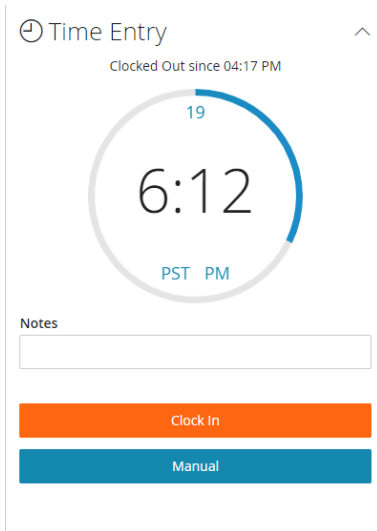 Time Entry
Clocked Out since 04:17 PM
19
6:12
PST PM
Notes
Clock In
Manual